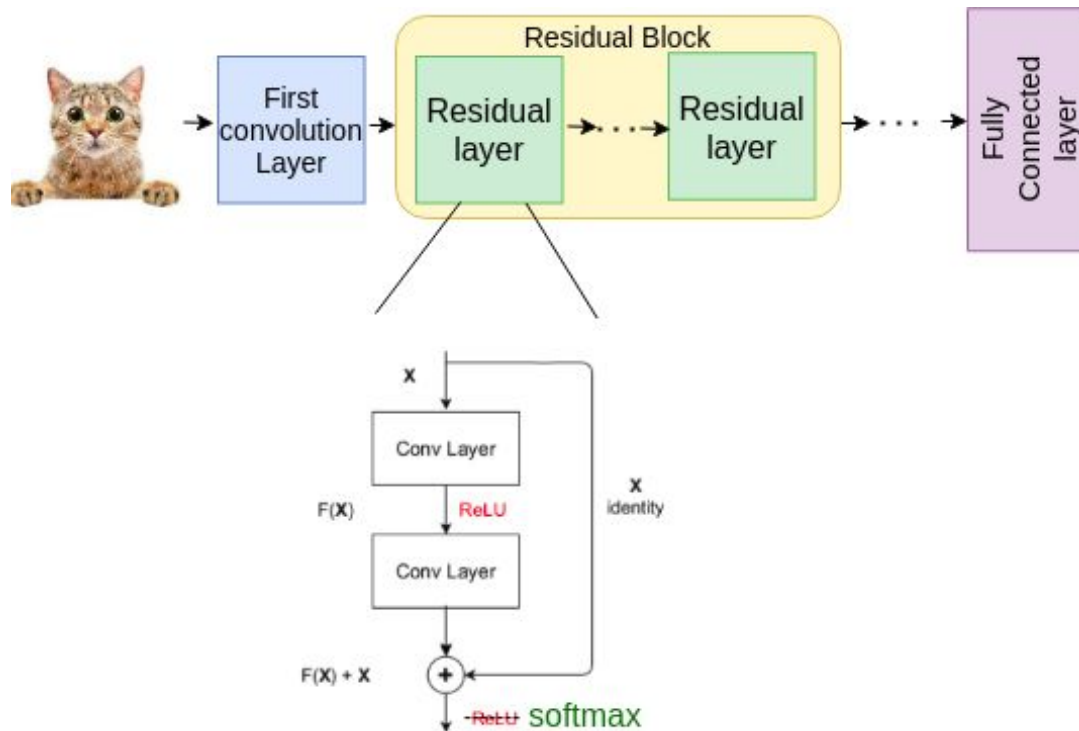 Residual Block
First
convolution
Layer
Residual
layer
. . .
Residual
layer
. . .
Fully
Connected
layer
X
Conv Layer
F(X)
ReLU
X
identity
Conv Layer
F(X) + X
+
ReLU softmax